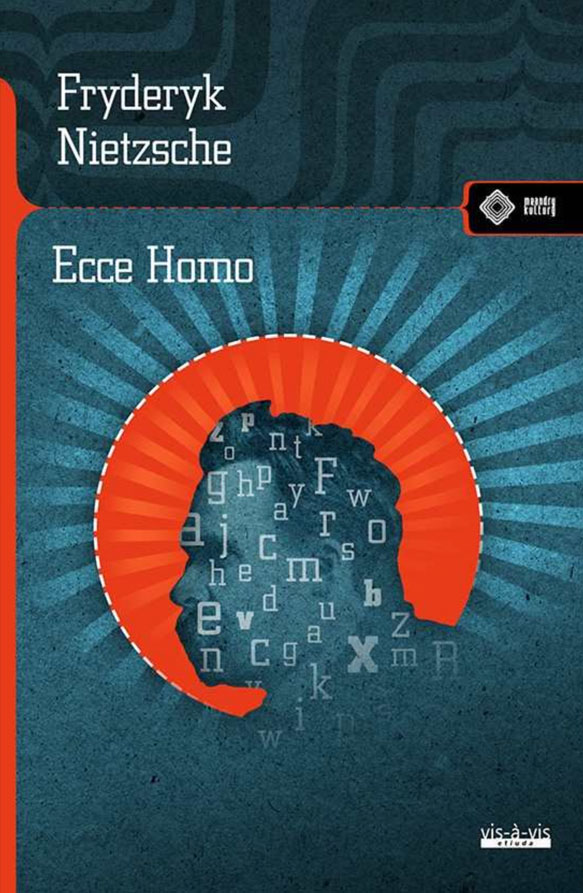 Fryderyk
Nietzsche
meandry
kultury
Ecce Homo
z p n t k
o
g h p a y F w
a j c r s o
h e m
d b
e v u z
n c g a x m R
y k
w i n s
vis-à-vis
etiuda